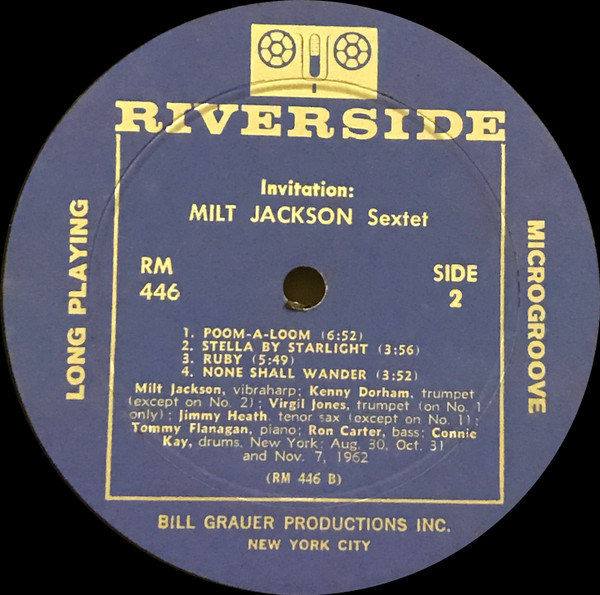 RIVERSIDE
Invitation:
MILT JACKSON Sextet
LONG PLAYING
RM
446
SIDE
2
MICROGROOVE
1. POOM-A-LOOM (6:52)
2. STELLA BY STARLIGHT (3:56)
3. RUBY (5:49)
4. NONE SHALL WANDER (3:52)
Milt Jackson, vibraharp; Kenny Dorham, trumpet
(except on No. 2); Virgil Jones, trumpet (on No. 1
only); Jimmy Heath, tenor sax (except on No. 1);
Tommy Flanagan, piano; Ron Carter, bass; Connie
Kay, drums. New York; Aug. 30, Oct. 31
and Nov. 7, 1962
(RM 446 B)
BILL GRAUER PRODUCTIONS INC.
NEW YORK CITY